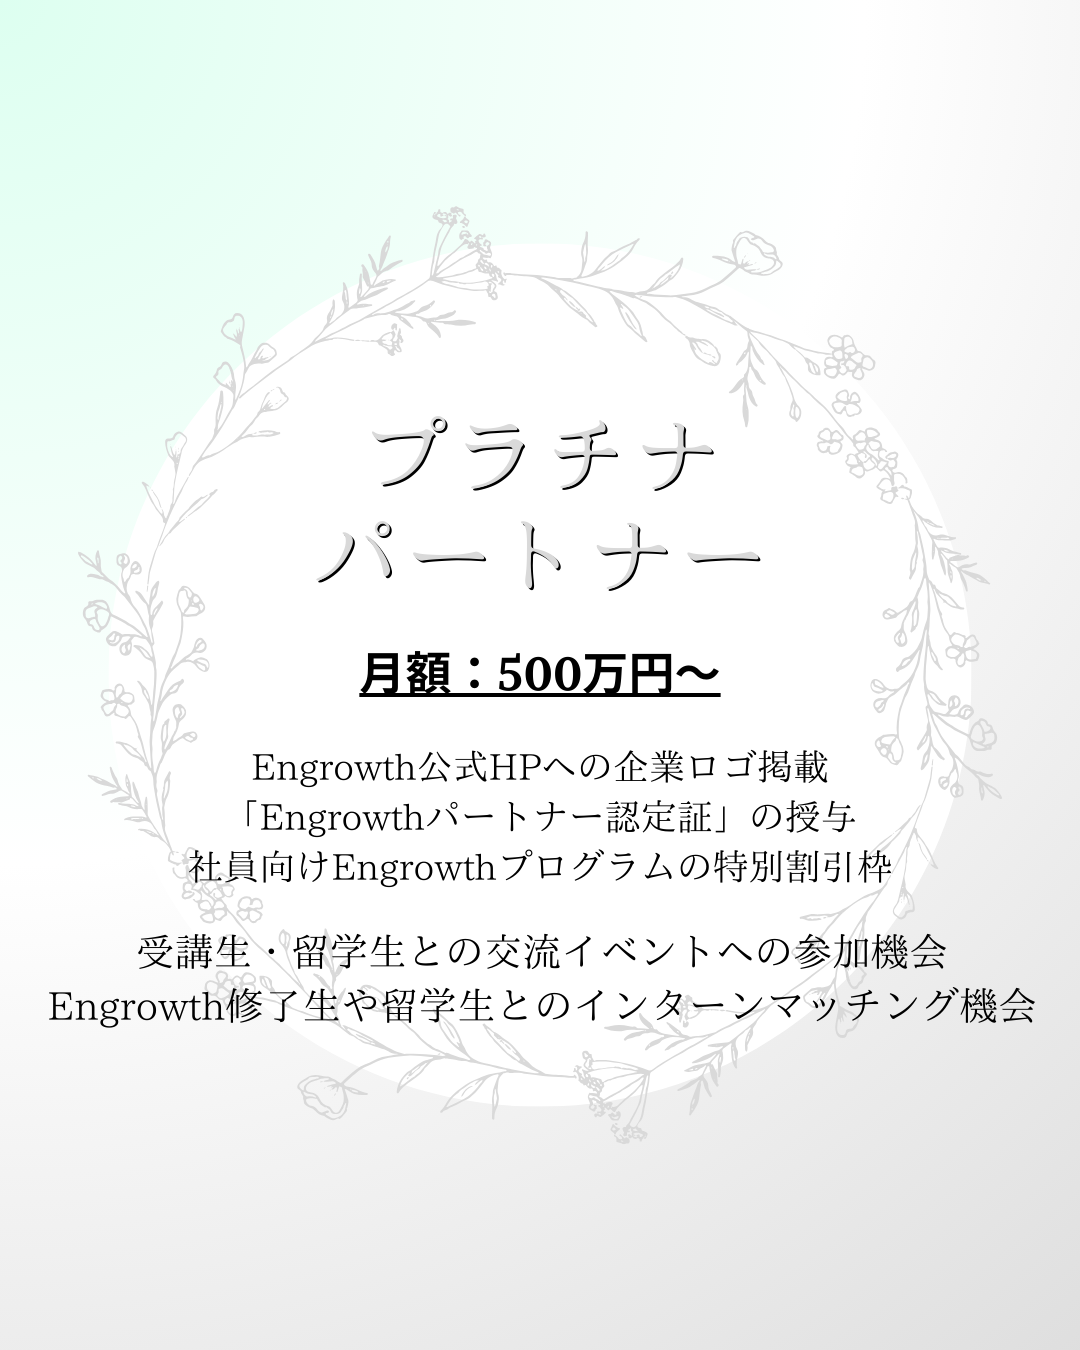 プラチナ
パートナー
月額：500万円～
Engrowth公式HPへの企業ロゴ掲載
「Engrowthパートナー認定証」の授与
社員向けEngrowthプログラムの特別割引枠
受講生・留学生との交流イベントへの参加機会
Engrowth修了生や留学生とのインターンマッチング機会